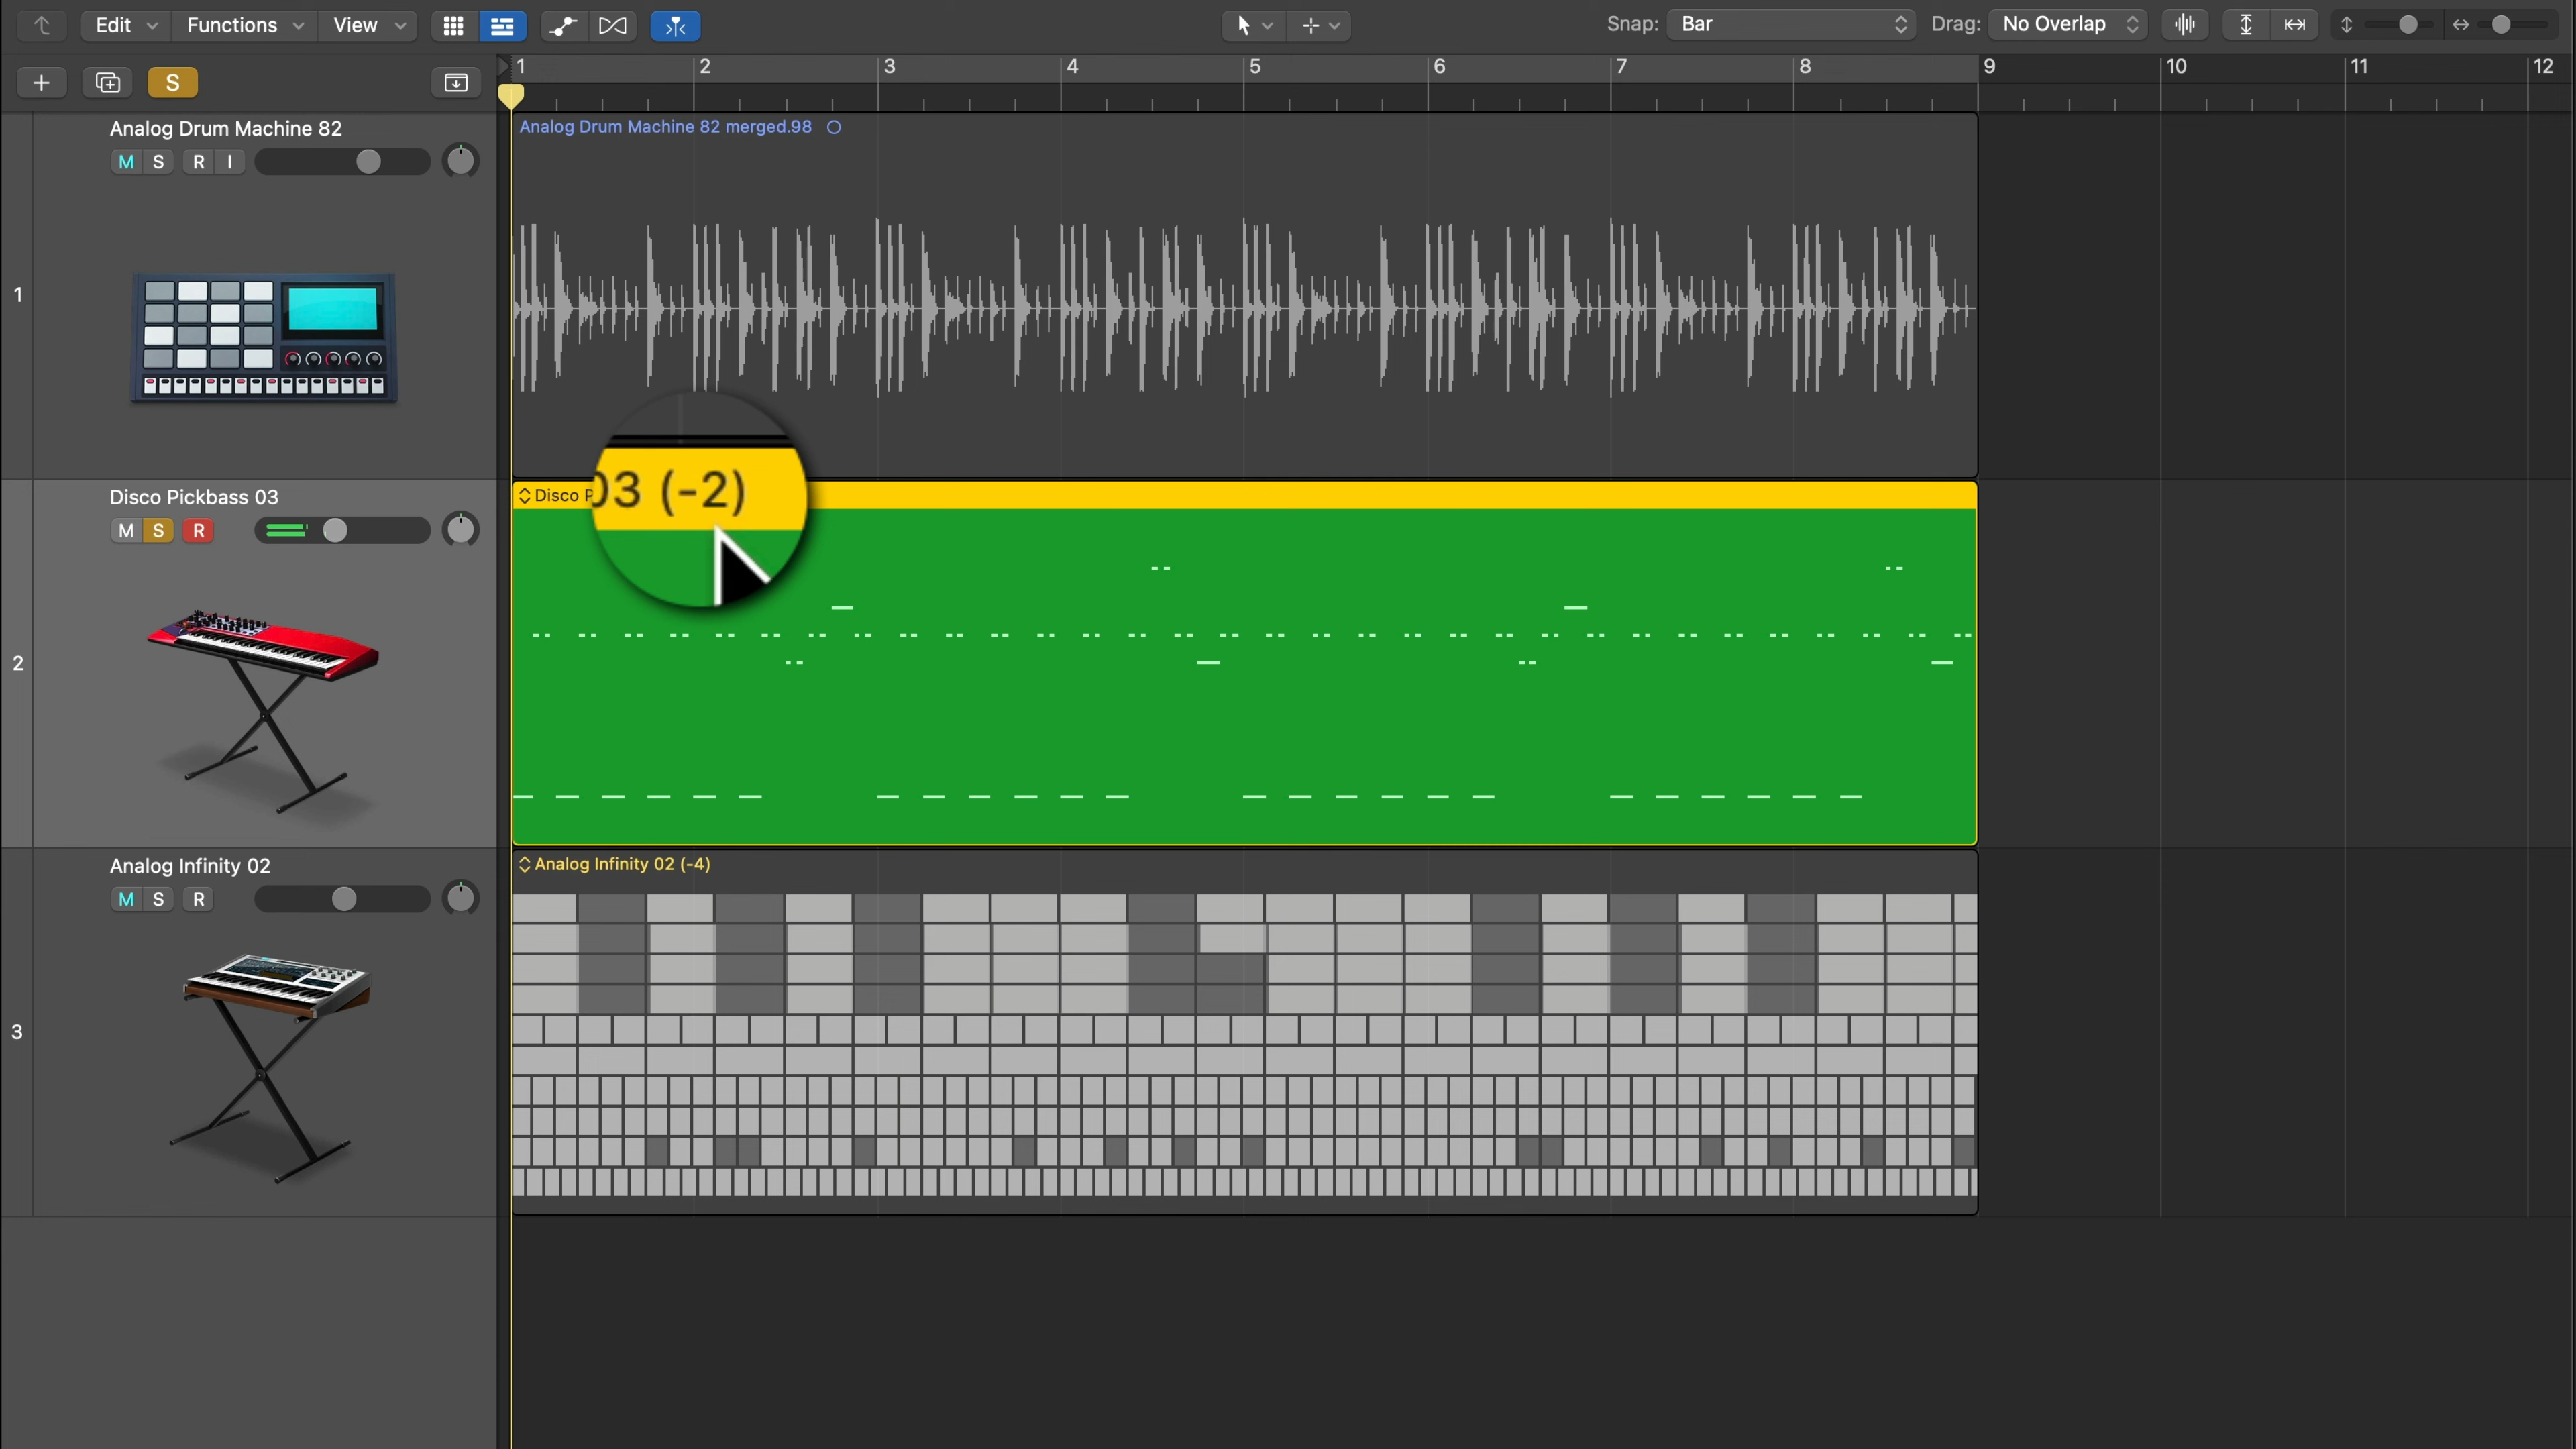 Edit Functions View Snap: Bar Drag: No Overlap
S 1 2 3 4 5 6 7 8 9 10 11 12
Analog Drum Machine 82 Analog Drum Machine 82 merged.98
M S R I
1
Disco Pickbass 03 Disco P 03 (-2)
M S R
2
Analog Infinity 02 Analog Infinity 02 (-4)
M S R
3